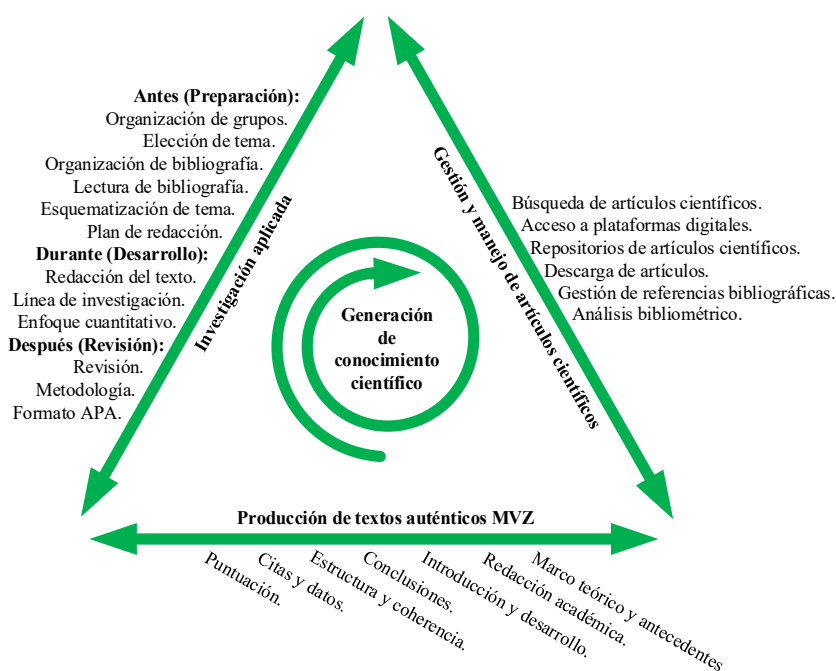 Antes (Preparación):
Organización de grupos.
Elección de tema.
Organización de bibliografía.
Lectura de bibliografía.
Esquematización de tema.
Plan de redacción.
Durante (Desarrollo):
Redacción del texto.
Línea de investigación.
Enfoque cuantitativo.
Después (Revisión):
Revisión.
Metodología.
Formato APA.
Investigación aplicada
Generación
de
conocimiento
científico
Gestión y manejo de artículos científicos
Búsqueda de artículos científicos.
Acceso a plataformas digitales.
Repositorios de artículos científicos.
Descarga de artículos.
Gestión de referencias bibliográficas.
Análisis bibliométrico.
Producción de textos auténticos MVZ
Puntuación.
Citas y datos.
Estructura y coherencia.
Conclusiones.
Introducción y desarrollo.
Redacción académica.
Marco teórico y antecedentes